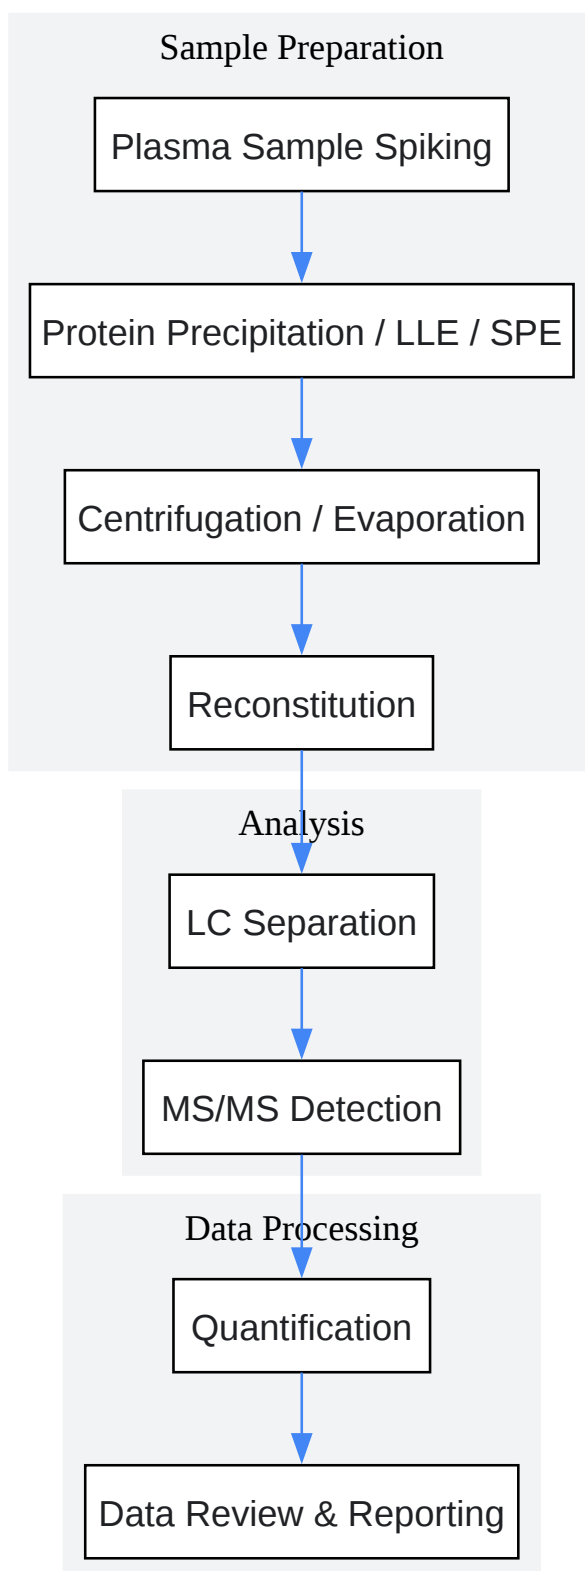 Sample Preparation
Plasma Sample Spiking
Protein Precipitation / LLE / SPE
Centrifugation / Evaporation
Reconstitution
Analysis
LC Separation
MS/MS Detection
Data Processing
Quantification
Data Review & Reporting